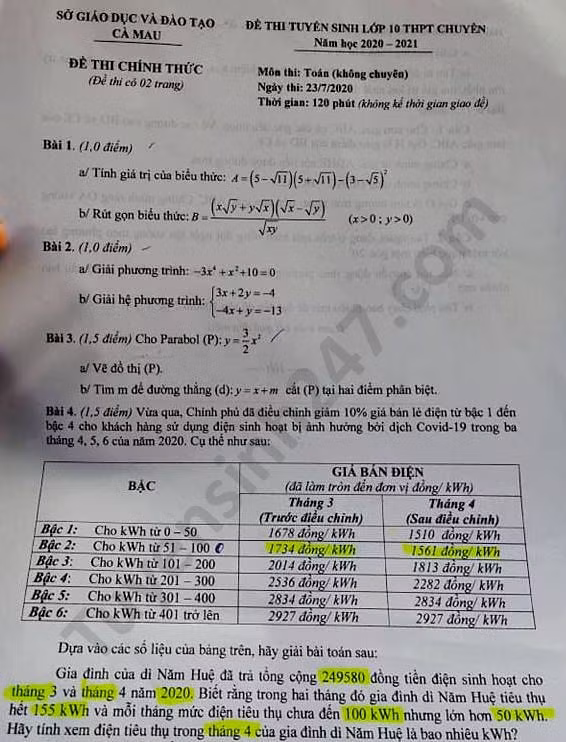 SỞ GIÁO DỤC VÀ ĐÀO TẠO
CÀ MAU
ĐỀ THI TUYỂN SINH LỚP 10 THPT CHUYÊN
Năm học 2020 – 2021
ĐỀ THI CHÍNH THỨC
(Đề thi có 02 trang)
Môn thi: Toán (không chuyên)
Ngày thi: 23/7/2020
Thời gian: 120 phút (không kể thời gian giao đề)
Bài 1. (1,0 điểm)
a/ Tính giá trị của biểu thức: A = (5 – √11)(5 + √11) – (3 – √5)²
b/ Rút gọn biểu thức: B = (x√y + y√x)(√x – √y) / √xy (x > 0 ; y > 0)
Bài 2. (1,0 điểm)
a/ Giải phương trình: –3x⁴ + x² + 10 = 0
b/ Giải hệ phương trình: { 3x + 2y = –4
–4x + y = –13
Bài 3. (1,5 điểm) Cho Parabol (P): y = 3/2 x²
a/ Vẽ đồ thị (P).
b/ Tìm m để đường thẳng (d): y = x + m cắt (P) tại hai điểm phân biệt.
Bài 4. (1,5 điểm) Vừa qua, Chính phủ đã điều chỉnh giảm 10% giá bán lẻ điện từ bậc 1 đến
bậc 4 cho khách hàng sử dụng điện sinh hoạt bị ảnh hưởng bởi dịch Covid-19 trong ba
tháng 4, 5, 6 của năm 2020. Cụ thể như sau:
BẬC
GIÁ BÁN ĐIỆN
(đã làm tròn đến đơn vị đồng/ kWh)
Tháng 3
(Trước điều chỉnh)
Tháng 4
(Sau điều chỉnh)
Bậc 1: Cho kWh từ 0 – 50 1678 đồng/ kWh 1510 đồng/ kWh
Bậc 2: Cho kWh từ 51 – 100 1734 đồng/ kWh 1561 đồng/ kWh
Bậc 3: Cho kWh từ 101 – 200 2014 đồng/ kWh 1813 đồng/ kWh
Bậc 4: Cho kWh từ 201 – 300 2536 đồng/ kWh 2282 đồng/ kWh
Bậc 5: Cho kWh từ 301 – 400 2834 đồng/ kWh 2834 đồng/ kWh
Bậc 6: Cho kWh từ 401 trở lên 2927 đồng/ kWh 2927 đồng/ kWh
Dựa vào các số liệu của bảng trên, hãy giải bài toán sau:
Gia đình của dì Năm Huệ đã trả tổng cộng 249580 đồng tiền điện sinh hoạt cho
tháng 3 và tháng 4 năm 2020. Biết rằng trong hai tháng đó gia đình dì Năm Huệ tiêu thụ
hết 155 kWh và mỗi tháng mức điện tiêu thụ chưa đến 100 kWh nhưng lớn hơn 50 kWh.
Hãy tính xem điện tiêu thụ trong tháng 4 của gia đình dì Năm Huệ là bao nhiêu kWh?
Tuyensinh247.com